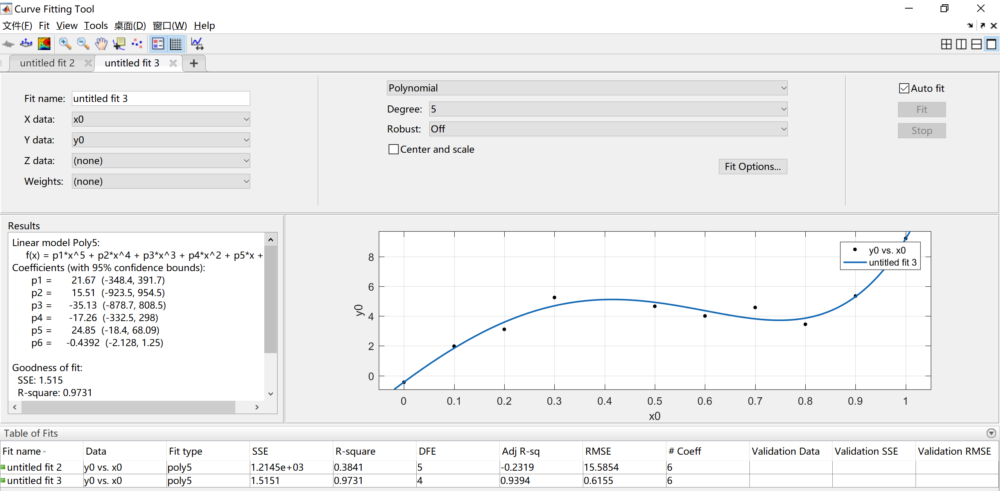 Curve Fitting Tool
文件(F) Fit View Tools 桌面(D) 窗口(W) Help
untitled fit 2 untitled fit 3
Fit name: untitled fit 3
X data: x0
Y data: y0
Z data: (none)
Weights: (none)
Polynomial
Degree: 5
Robust: Off
Center and scale
Fit Options...
Auto fit
Fit
Stop
Results
Linear model Poly5:
f(x) = p1*x^5 + p2*x^4 + p3*x^3 + p4*x^2 + p5*x +
Coefficients (with 95% confidence bounds):
p1 = 21.67 (-348.4, 391.7)
p2 = 15.51 (-923.5, 954.5)
p3 = -35.13 (-878.7, 808.5)
p4 = -17.26 (-332.5, 298)
p5 = 24.85 (-18.4, 68.09)
p6 = -0.4392 (-2.128, 1.25)
Goodness of fit:
SSE: 1.515
R-square: 0.9731
y0 vs. x0
untitled fit 3
8
6
4
2
0
y0
0 0.1 0.2 0.3 0.4 0.5 0.6 0.7 0.8 0.9 1
x0
Table of Fits
Fit name Data Fit type SSE R-square DFE Adj R-sq RMSE # Coeff Validation Data Validation SSE Validation RMSE
untitled fit 2 y0 vs. x0 poly5 1.2145e+03 0.3841 5 -0.2319 15.5854 6
untitled fit 3 y0 vs. x0 poly5 1.5151 0.9731 4 0.9394 0.6155 6